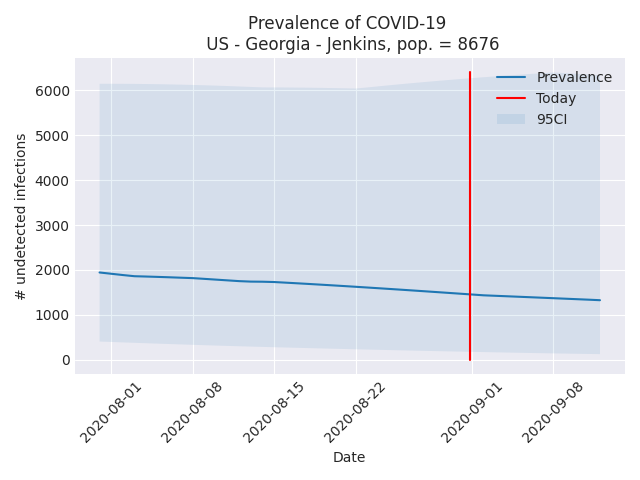 Prevalence of COVID-19
US - Georgia - Jenkins, pop. = 8676
Prevalence
Today
95CI
# undetected infections
6000
5000
4000
3000
2000
1000
0
2020-08-01
2020-08-08
2020-08-15
2020-08-22
2020-09-01
2020-09-08
Date